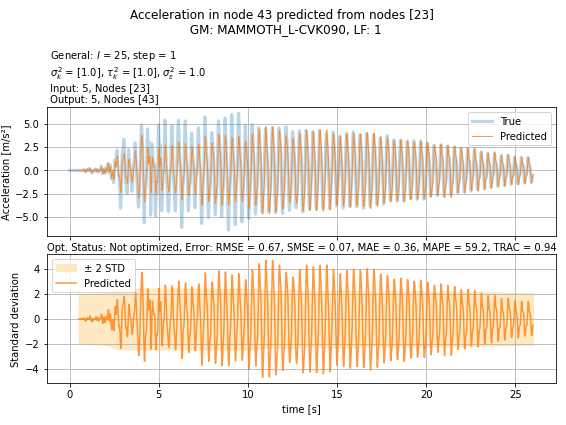 Acceleration in node 43 predicted from nodes [23]
GM: MAMMOTH_L-CVK090, LF: 1
General: l = 25, step = 1
σ²ₖ = [1.0], τ²ₖ = [1.0], σ²ₑ = 1.0
Input: 5, Nodes [23]
Output: 5, Nodes [43]
True
Predicted
5.0
2.5
0.0
−2.5
−5.0
Acceleration [m/s²]
Opt. Status: Not optimized, Error: RMSE = 0.67, SMSE = 0.07, MAE = 0.36, MAPE = 59.2, TRAC = 0.94
± 2 STD
Predicted
4
2
0
−2
−4
Standard deviation
0 5 10 15 20 25
time [s]